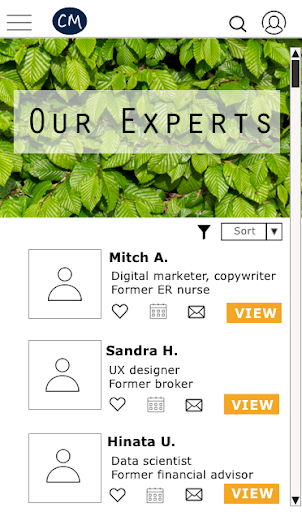 CM
Our Experts
Sort
Mitch A.
Digital marketer, copywriter
Former ER nurse
VIEW
Sandra H.
UX designer
Former broker
VIEW
Hinata U.
Data scientist
Former financial advisor
VIEW